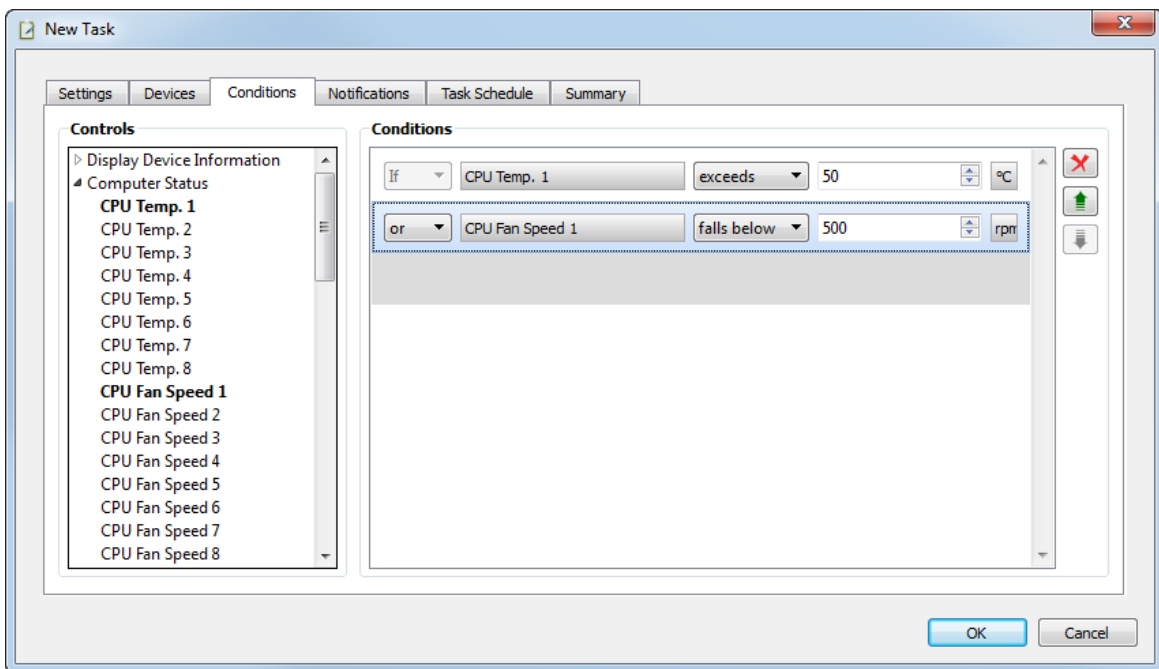 New Task
Settings Devices Conditions Notifications Task Schedule Summary
Controls
Display Device Information
Computer Status
CPU Temp. 1
CPU Temp. 2
CPU Temp. 3
CPU Temp. 4
CPU Temp. 5
CPU Temp. 6
CPU Temp. 7
CPU Temp. 8
CPU Fan Speed 1
CPU Fan Speed 2
CPU Fan Speed 3
CPU Fan Speed 4
CPU Fan Speed 5
CPU Fan Speed 6
CPU Fan Speed 7
CPU Fan Speed 8
Conditions
If CPU Temp. 1 exceeds 50 ºC
or CPU Fan Speed 1 falls below 500 rpm
OK Cancel